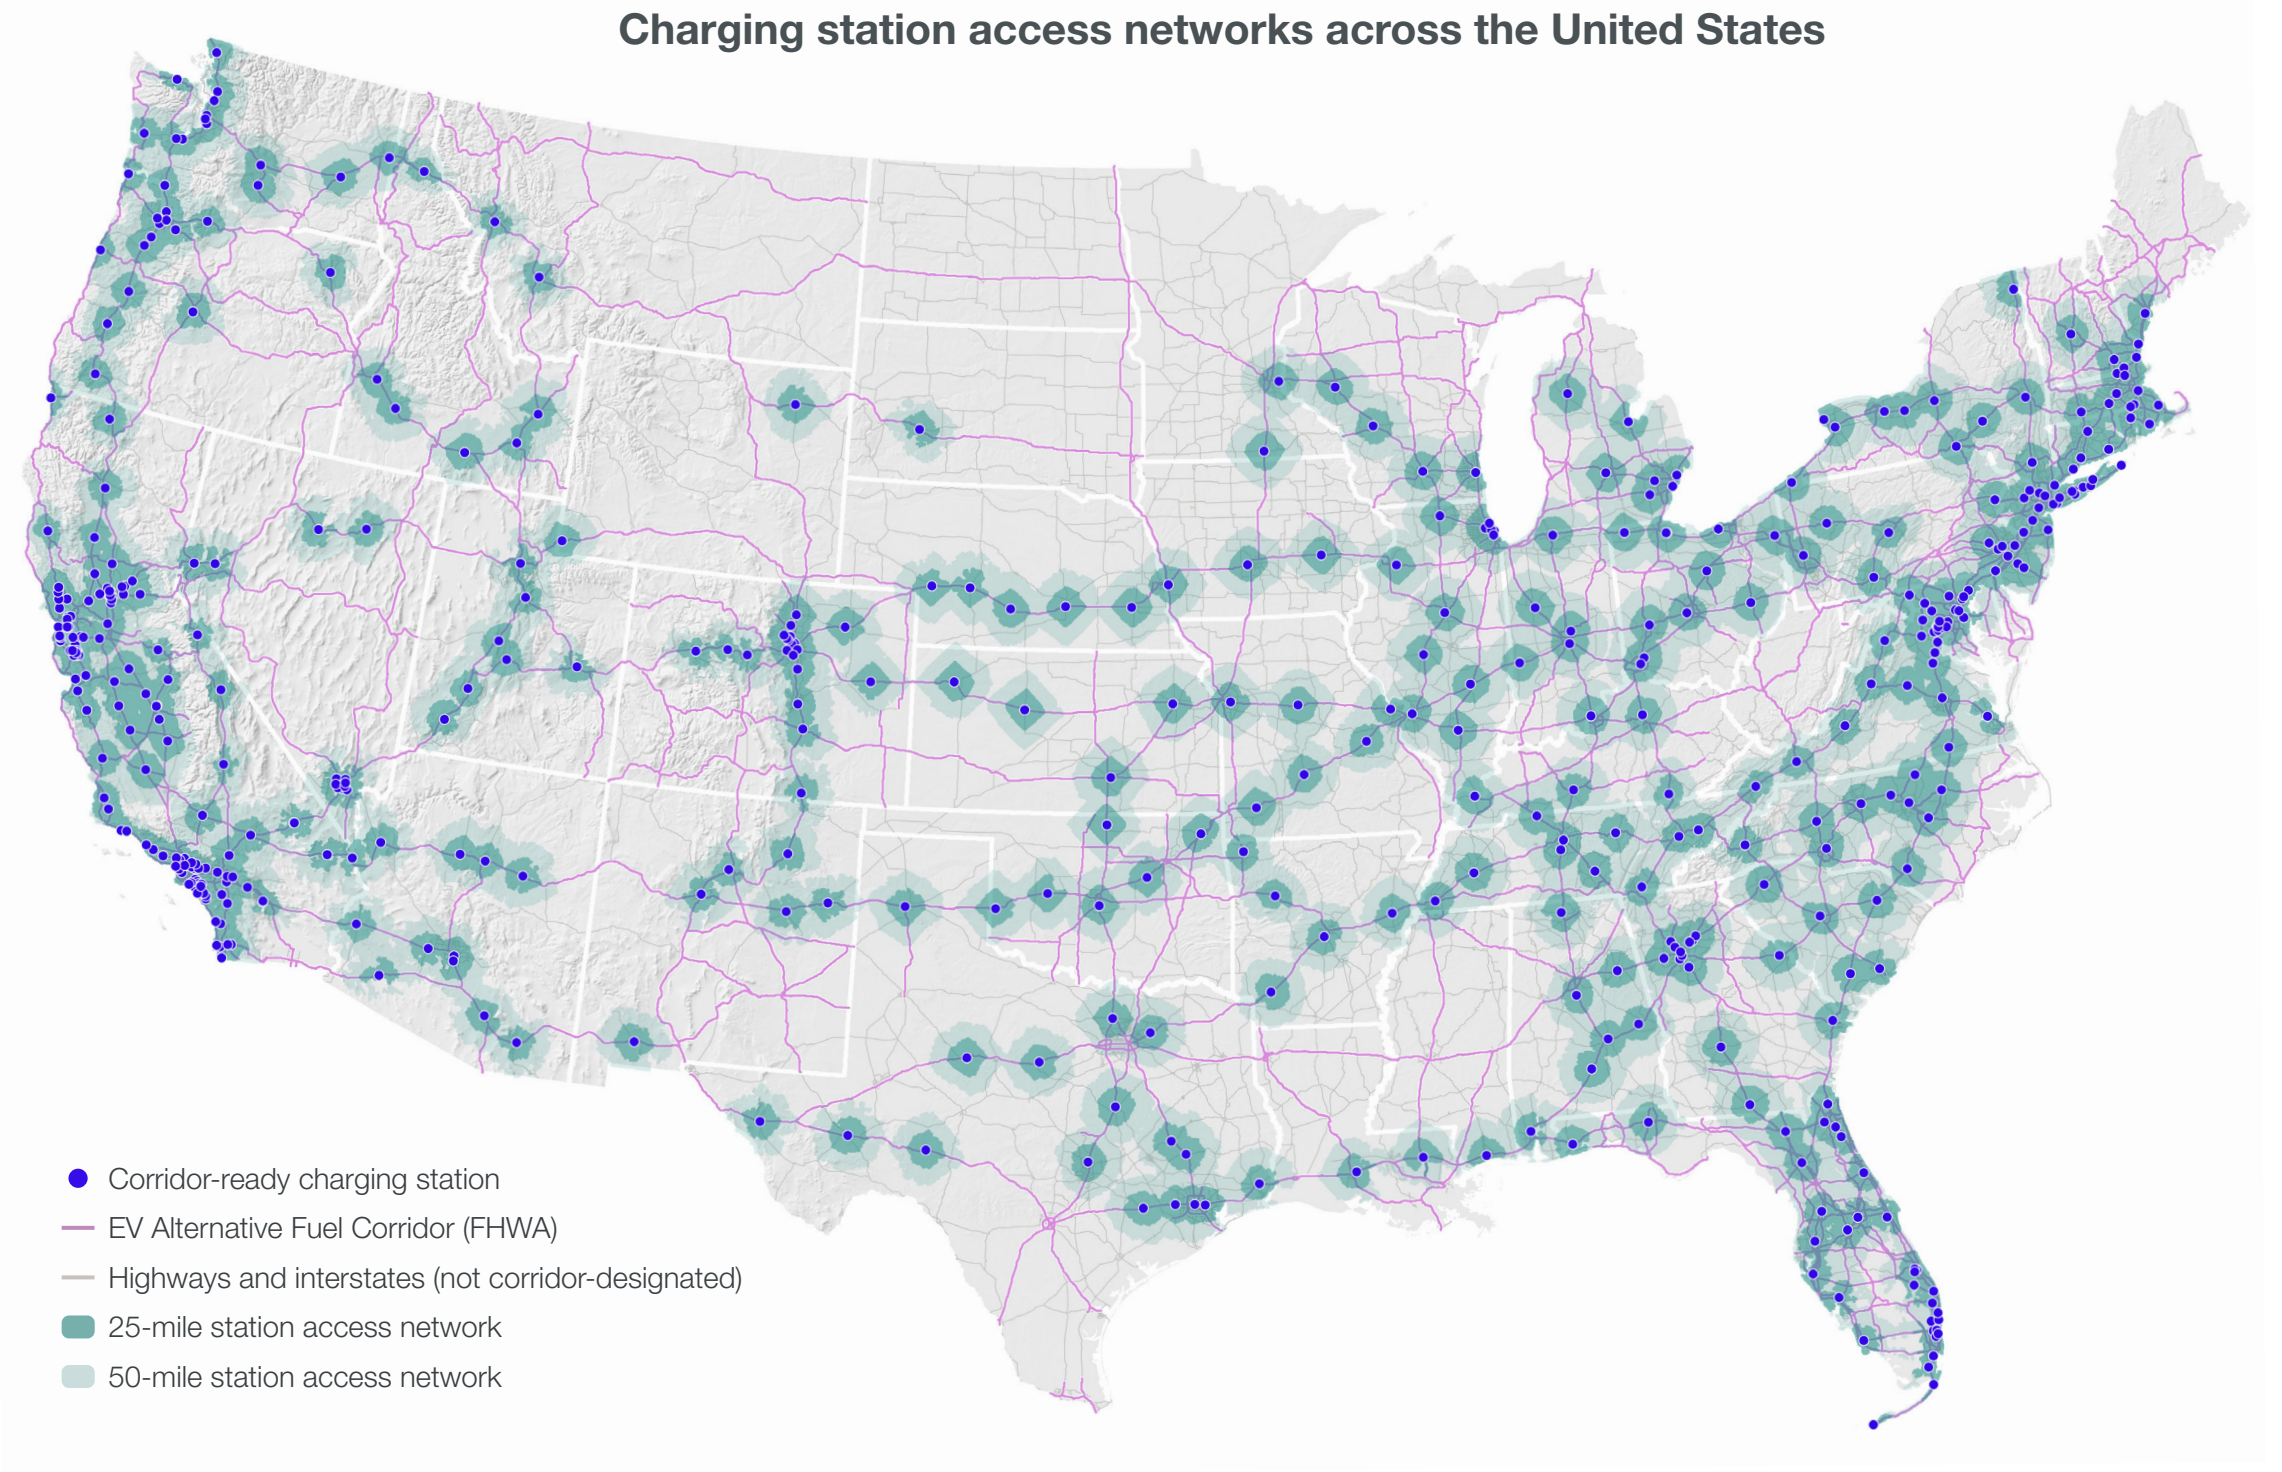 Charging station access networks across the United States
Corridor-ready charging station
EV Alternative Fuel Corridor (FHWA)
Highways and interstates (not corridor-designated)
25-mile station access network
50-mile station access network